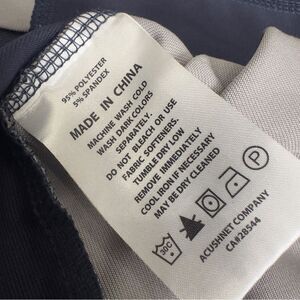 95% POLYESTER
5% SPANDEX
MADE IN CHINA
MACHINE WASH COLD
WASH DARK COLORS
SEPARATELY.
DO NOT BLEACH OR USE
FABRIC SOFTENERS.
TUMBLE DRY LOW
REMOVE IMMEDIATELY
COOL IRON IF NECESSARY
MAY BE DRY CLEANED
30C
P
ACUSHNET COMPANY
CA#28544